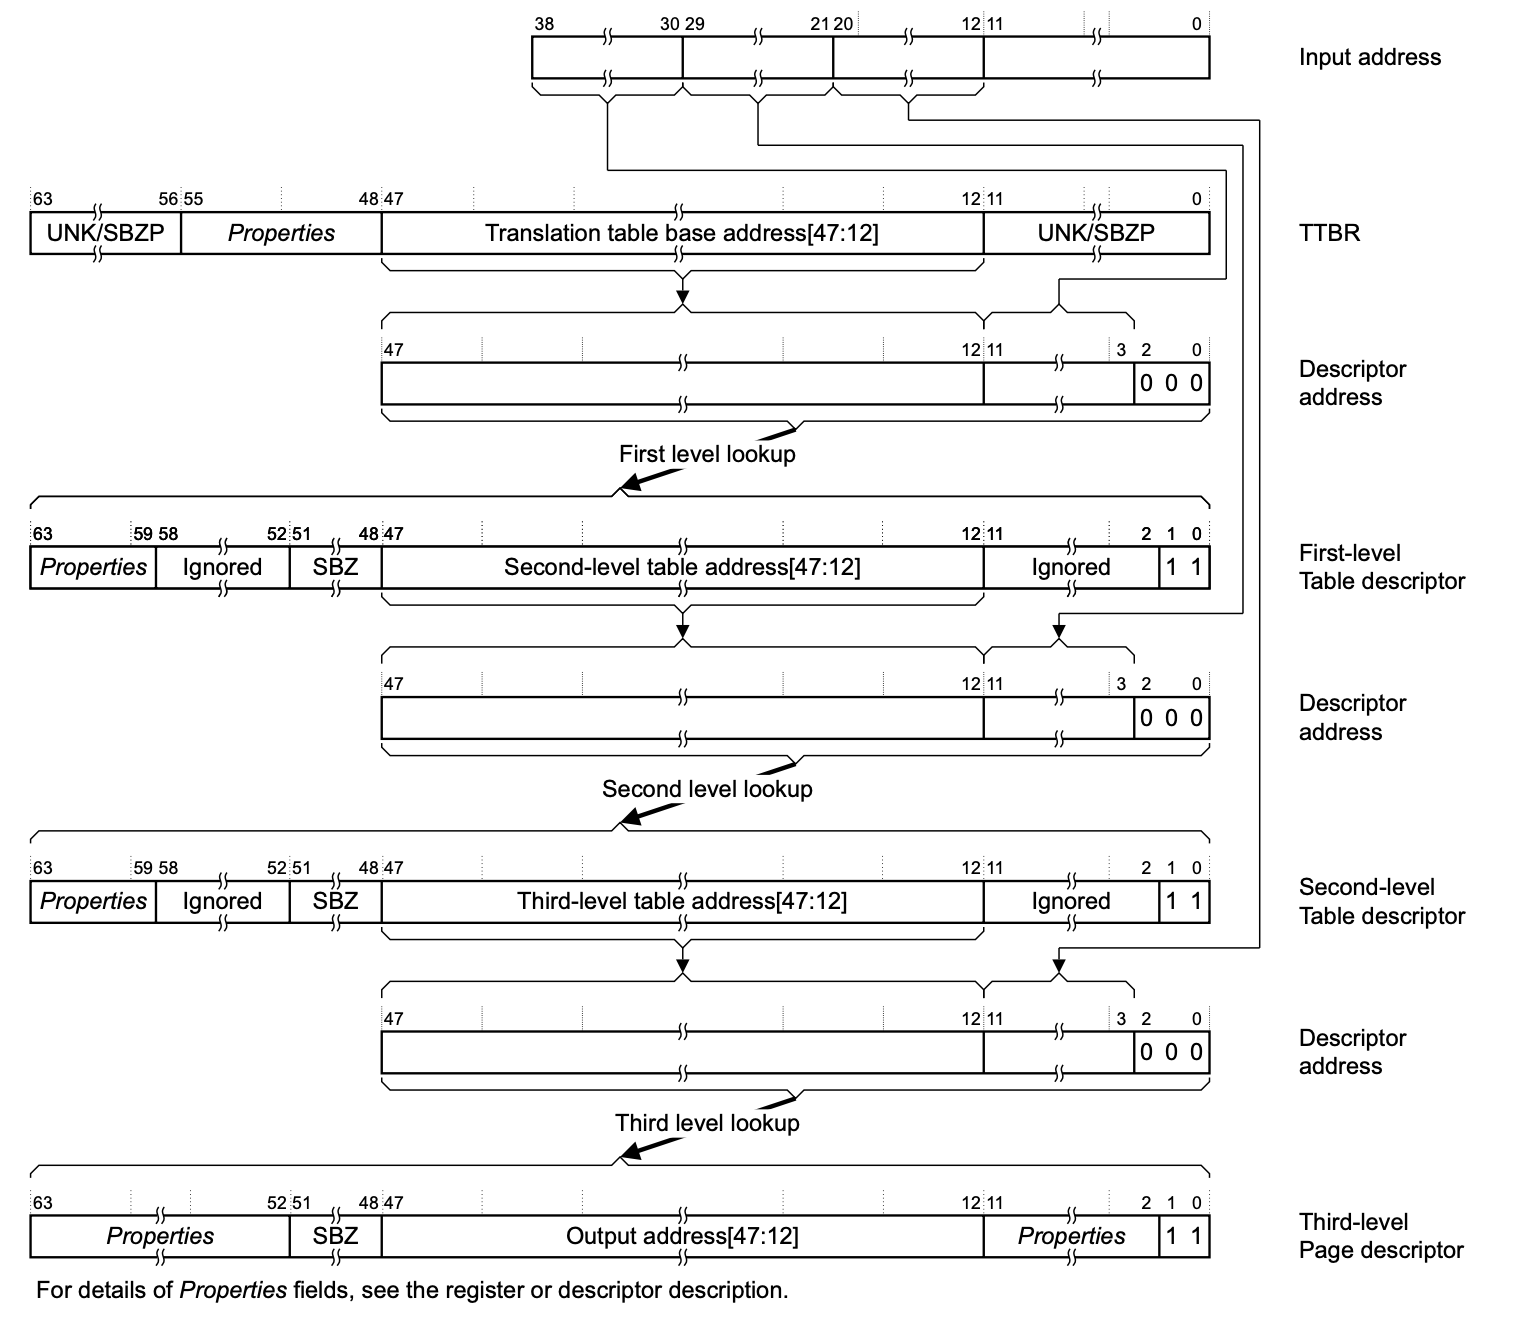 38 30 29 21 20 12 11 0
Input address
63 56 55 48 47 12 11 0
UNK/SBZP Properties Translation table base address[47:12] UNK/SBZP TTBR
47 12 11 3 2 0
0 0 0
Descriptor
address
First level lookup
63 59 58 52 51 48 47 12 11 2 1 0
Properties Ignored SBZ Second-level table address[47:12] Ignored 1 1
First-level
Table descriptor
47 12 11 3 2 0
0 0 0
Descriptor
address
Second level lookup
63 59 58 52 51 48 47 12 11 2 1 0
Properties Ignored SBZ Third-level table address[47:12] Ignored 1 1
Second-level
Table descriptor
47 12 11 3 2 0
0 0 0
Descriptor
address
Third level lookup
63 52 51 48 47 12 11 2 1 0
Properties SBZ Output address[47:12] Properties 1 1
Third-level
Page descriptor
For details of Properties fields, see the register or descriptor description.